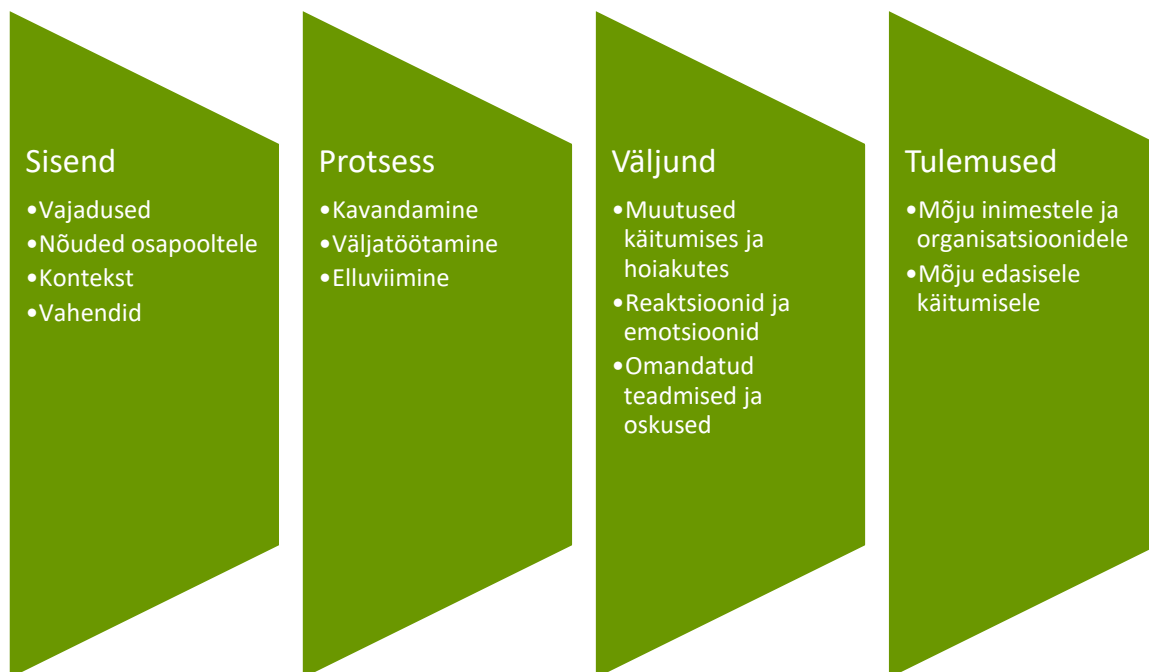 Sisend
•Vajadused
•Nõuded osapooltele
•Kontekst
•Vahendid
Protsess
•Kavandamine
•Väljatöötamine
•Elluviimine
Väljund
•Muutused
käitumises ja
hoiakutes
•Reaktsioonid ja
emotsioonid
•Omandatud
teadmised ja
oskused
Tulemused
•Mõju inimestele ja
organisatsioonidele
•Mõju edasisele
käitumisele